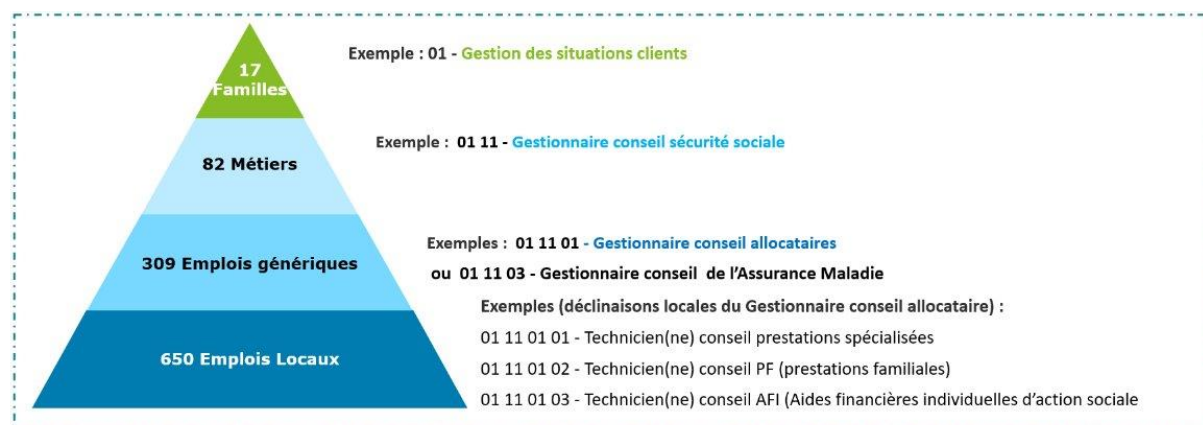 17
Familles
Exemple : 01 - Gestion des situations clients
82 Métiers
Exemple : 01 11 - Gestionnaire conseil sécurité sociale
309 Emplois génériques
Exemples : 01 11 01 - Gestionnaire conseil allocataires
ou 01 11 03 - Gestionnaire conseil de l’Assurance Maladie
650 Emplois Locaux
Exemples (déclinaisons locales du Gestionnaire conseil allocataire) :
01 11 01 01 - Technicien(ne) conseil prestations spécialisées
01 11 01 02 - Technicien(ne) conseil PF (prestations familiales)
01 11 01 03 - Technicien(ne) conseil AFI (Aides financières individuelles d’action sociale